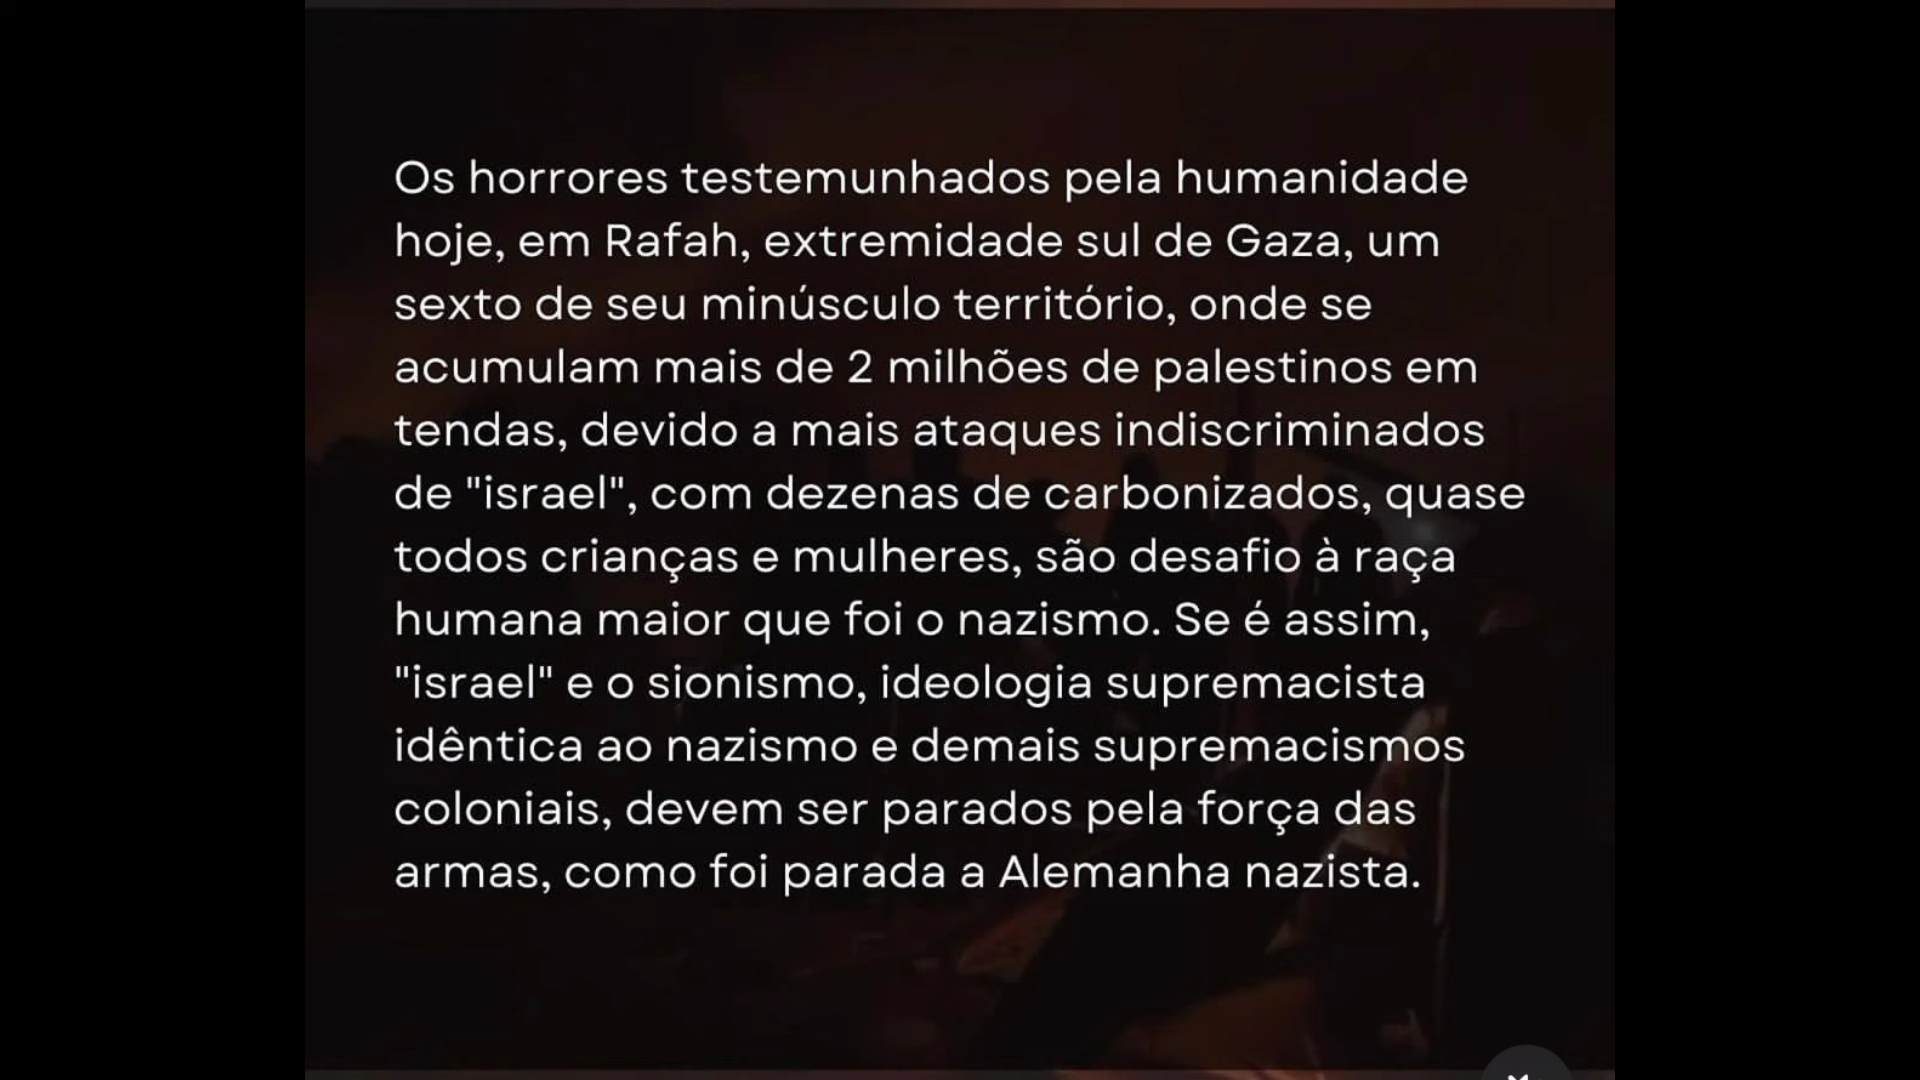 Os horrores testemunhados pela humanidade
hoje, em Rafah, extremidade sul de Gaza, um
sexto de seu minúsculo território, onde se
acumulam mais de 2 milhões de palestinos em
tendas, devido a mais ataques indiscriminados
de "israel", com dezenas de carbonizados, quase
todos crianças e mulheres, são desafio à raça
humana maior que foi o nazismo. Se é assim,
"israel" e o sionismo, ideologia supremacista
idêntica ao nazismo e demais supremacismos
coloniais, devem ser parados pela força das
armas, como foi parada a Alemanha nazista.